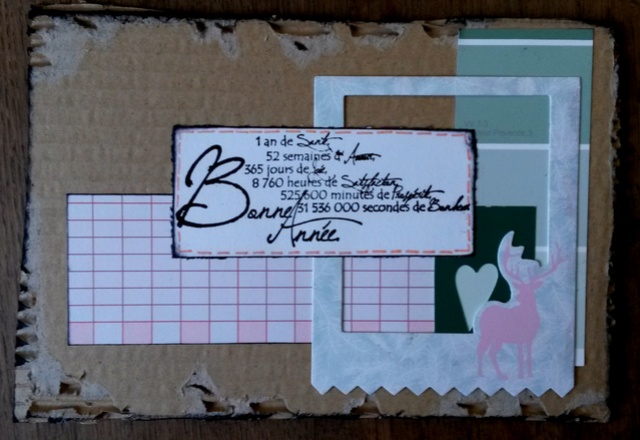 1 an de Santé,
52 semaines d'Amour,
365 jours de Joie,
8 760 heures de Satisfaction,
525 600 minutes de Prospérité,
31 536 000 secondes de Bonheur
Bonne
Année